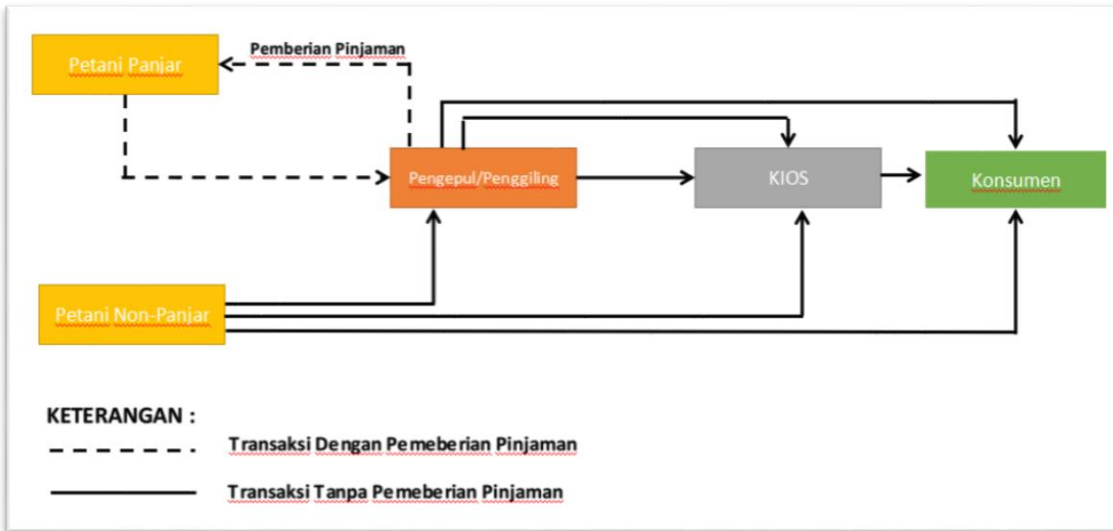 Pemberian Pinjaman
Petani Panjar
Pengepul/Penggiling
KIOS
Konsumen
Petani Non-Panjar
KETERANGAN :
Transaksi Dengan Pemeberian Pinjaman
Transaksi Tanpa Pemeberian Pinjaman